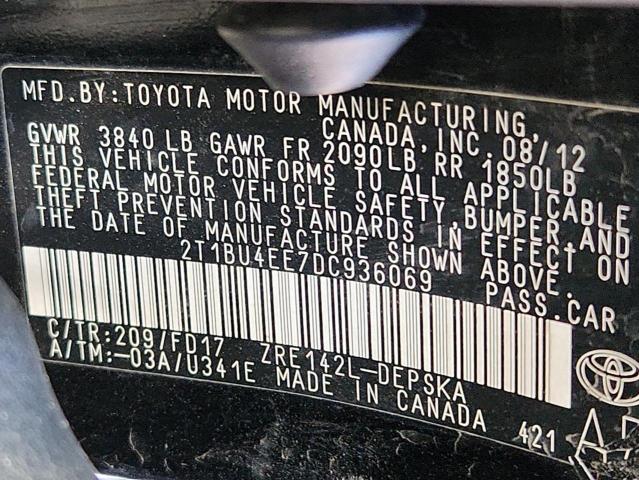 MFD.BY:TOYOTA MOTOR MANUFACTURING,
CANADA,INC.08/12
GVWR 3840 LB GAWR FR 2090LB RR 1850LB
THIS VEHICLE CONFORMS TO ALL APPLICABLE
FEDERAL MOTOR VEHICLE SAFETY,BUMPER,AND
THEFT PREVENTION STANDARDS IN EFFECT ON
THE DATE OF MANUFACTURE SHOWN ABOVE.
2T1BU4EE7DC936069 PASS.CAR
C/TR:209/FD17 ZRE142L-DEPSKA
A/TM:-03A/U341E MADE IN CANADA 421